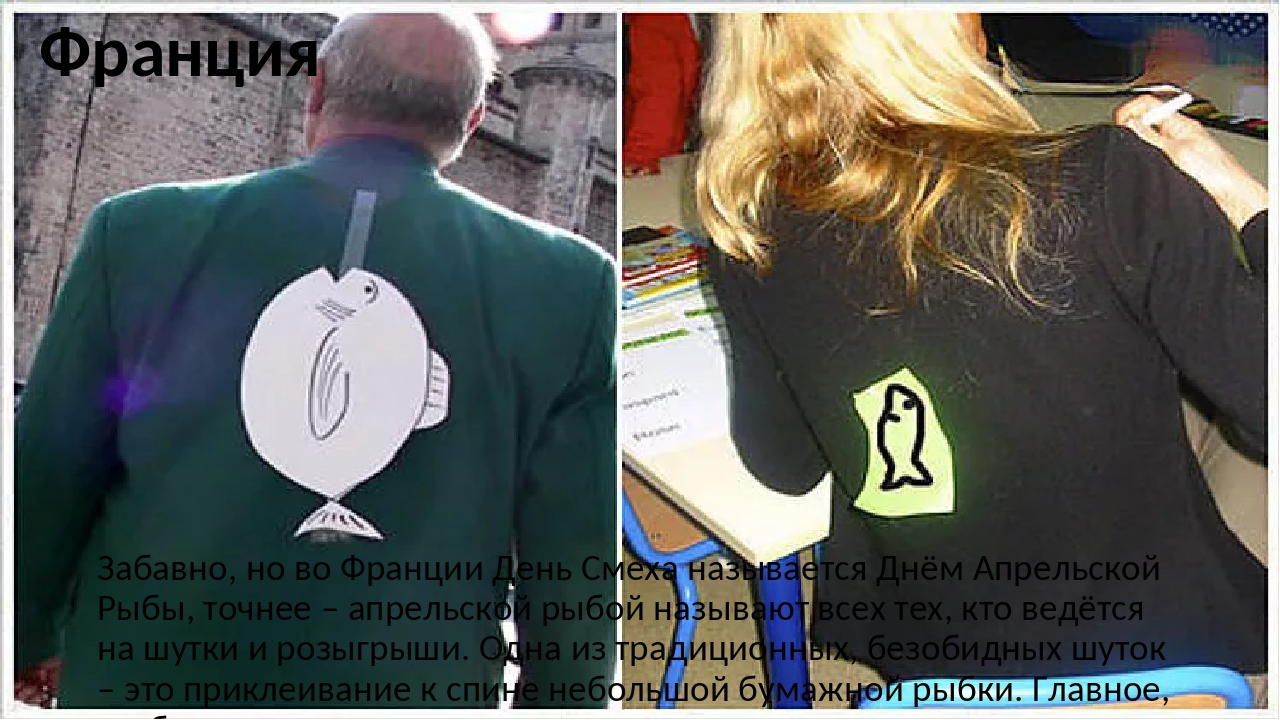 Франция
Забавно, но во Франции День Смеха называется Днём Апрельской
Рыбы, точнее – апрельской рыбой называют всех тех, кто ведётся
на шутки и розыгрыши. Одна из традиционных, безобидных шуток
– это приклеивание к спине небольшой бумажной рыбки. Главное,